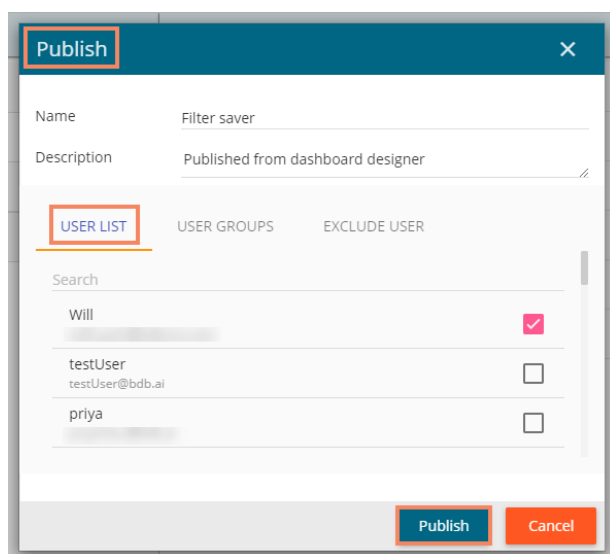 Publish
Name Filter saver
Description Published from dashboard designer
USER LIST USER GROUPS EXCLUDE USER
Search
Will
testUser
testUser@bdb.ai
priya
Publish Cancel